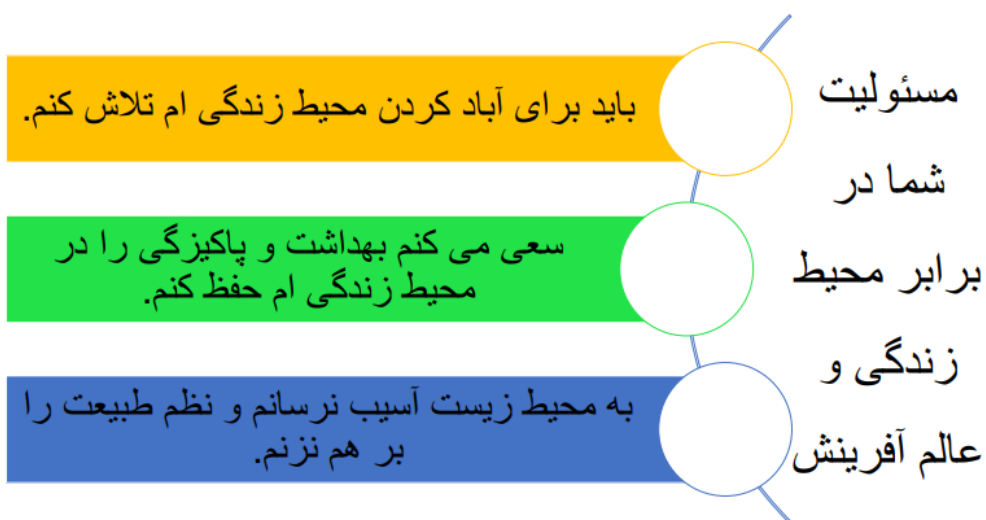 مسئولیت
شما در
برابر محیط
زندگی و
عالم آفرینش
باید برای آباد کردن محیط زندگی ام تلاش کنم.
سعی می کنم بهداشت و پاکیزگی را در
محیط زندگی ام حفظ کنم.
به محیط زیست آسیب نرسانم و نظم طبیعت را
بر هم نزنم.